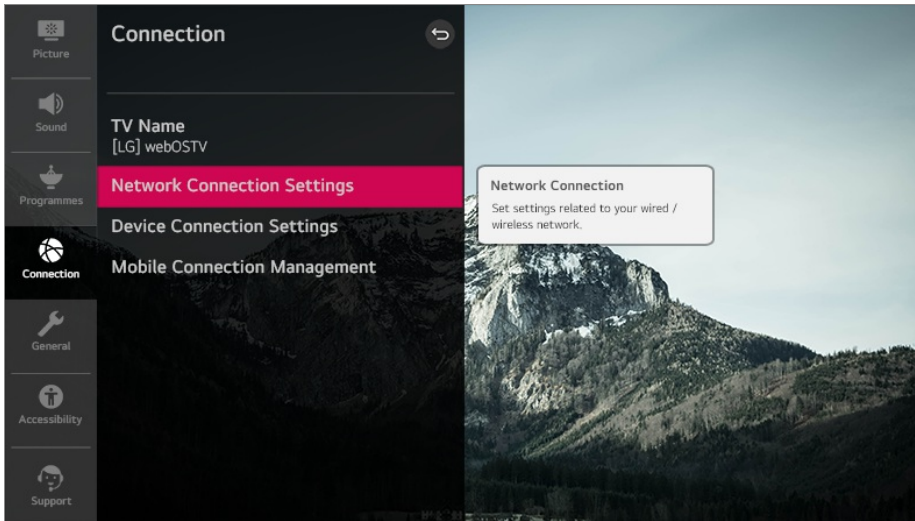 Picture
Sound
Programmes
Connection
General
Accessibility
Support
Connection
TV Name
[LG] webOSTV
Network Connection Settings
Device Connection Settings
Mobile Connection Management
Network Connection
Set settings related to your wired /
wireless network.